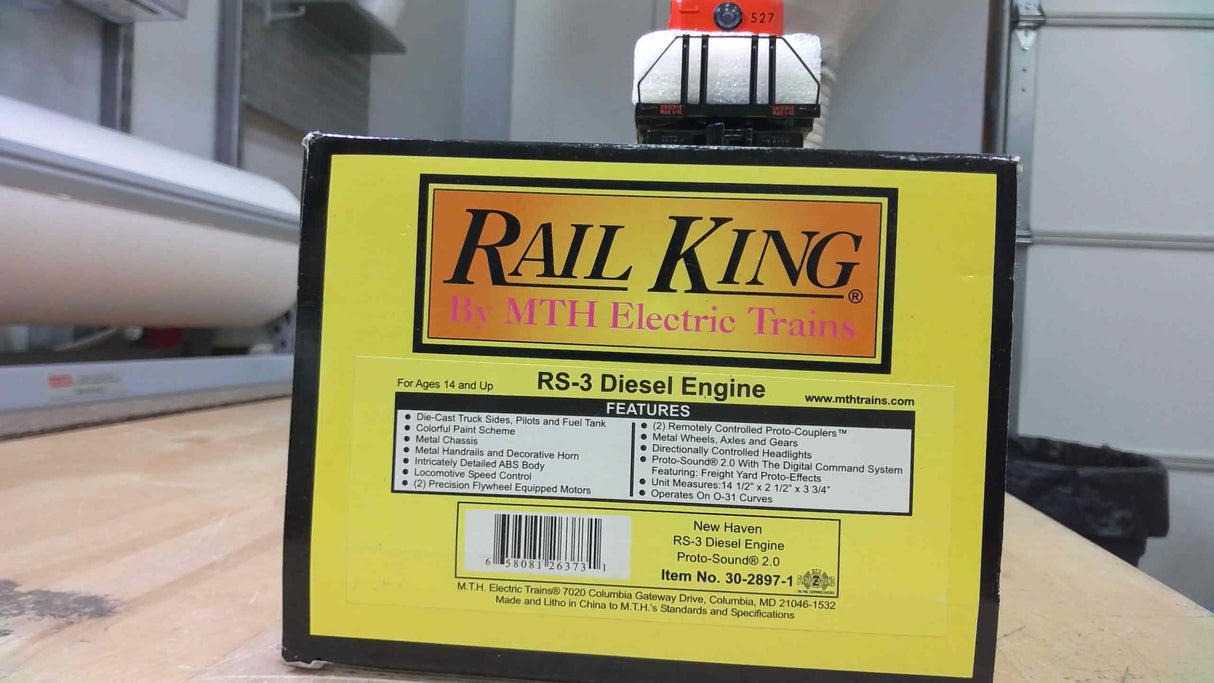 527
RAIL KING®
By MTH Electric Trains
For Ages 14 and Up
RS-3 Diesel Engine
www.mthtrains.com
FEATURES
• Die-Cast Truck Sides, Pilots and Fuel Tank
• Colorful Paint Scheme
• Metal Chassis
• Metal Handrails and Decorative Horn
• Intricately Detailed ABS Body
• Locomotive Speed Control
• (2) Precision Flywheel Equipped Motors
• (2) Remotely Controlled Proto-Couplers™
• Metal Wheels, Axles and Gears
• Directionally Controlled Headlights
• Proto-Sound® 2.0 With The Digital Command System
Featuring: Freight Yard Proto-Effects
• Unit Measures:14 1/2" x 2 1/2" x 3 3/4"
• Operates On O-31 Curves
6 58081 26373 1
New Haven
RS-3 Diesel Engine
Proto-Sound® 2.0
Item No. 30-2897-1
M.T.H. Electric Trains® 7020 Columbia Gateway Drive, Columbia, MD 21046-1532
Made and Litho in China to M.T.H.'s Standards and Specifications